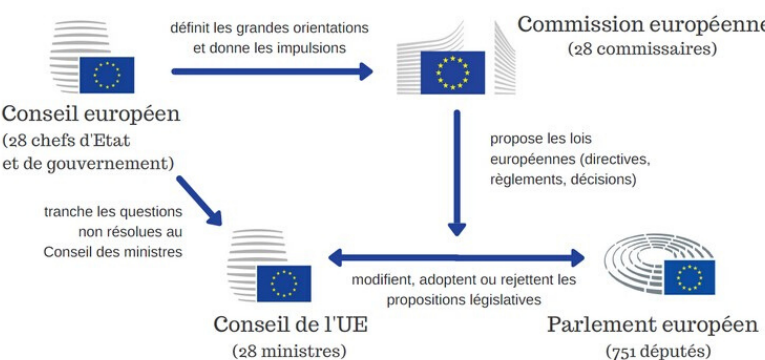 définit les grandes orientations
et donne les impulsions
Commission européenne
(28 commissaires)
Conseil européen
(28 chefs d'Etat
et de gouvernement)
propose les lois
européennes (directives,
règlements, décisions)
tranche les questions
non résolues au
Conseil des ministres
modifient, adoptent ou rejettent les
propositions législatives
Conseil de l'UE
(28 ministres)
Parlement européen
(751 députés)